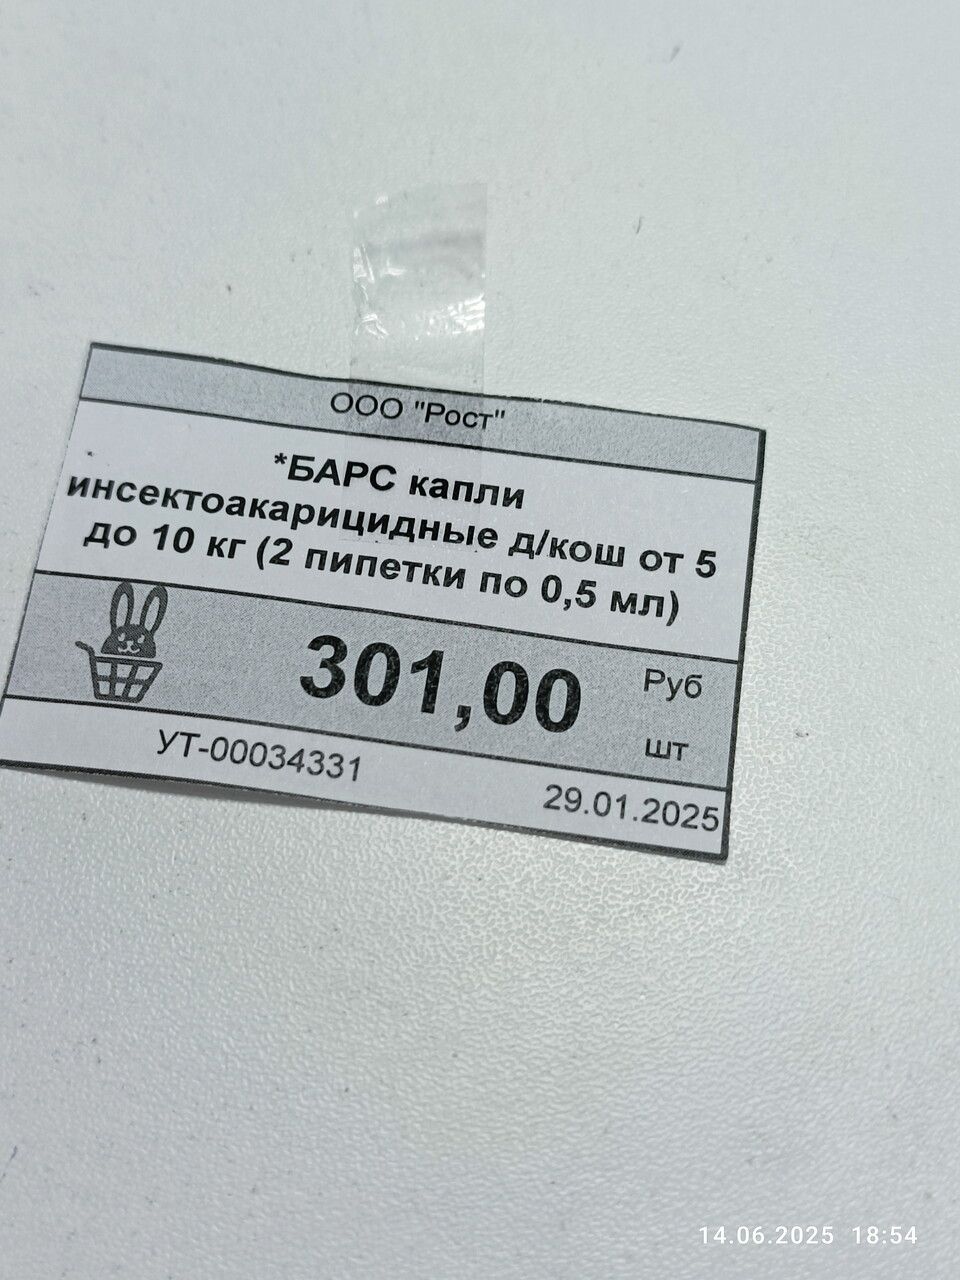 ООО "Рост"
*БАРС капли
инсектоакарицидные д/кош от 5
до 10 кг (2 пипетки по 0,5 мл)
301,00
Руб
шт
УТ-00034331
29.01.2025
14.06.2025 18:54